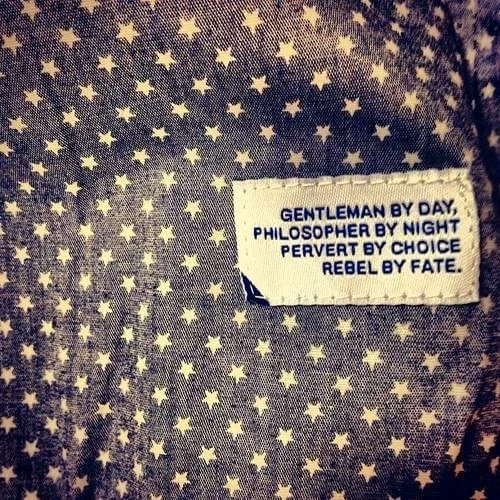 GENTLEMAN BY DAY,
PHILOSOPHER BY NIGHT
PERVERT BY CHOICE
REBEL BY FATE.